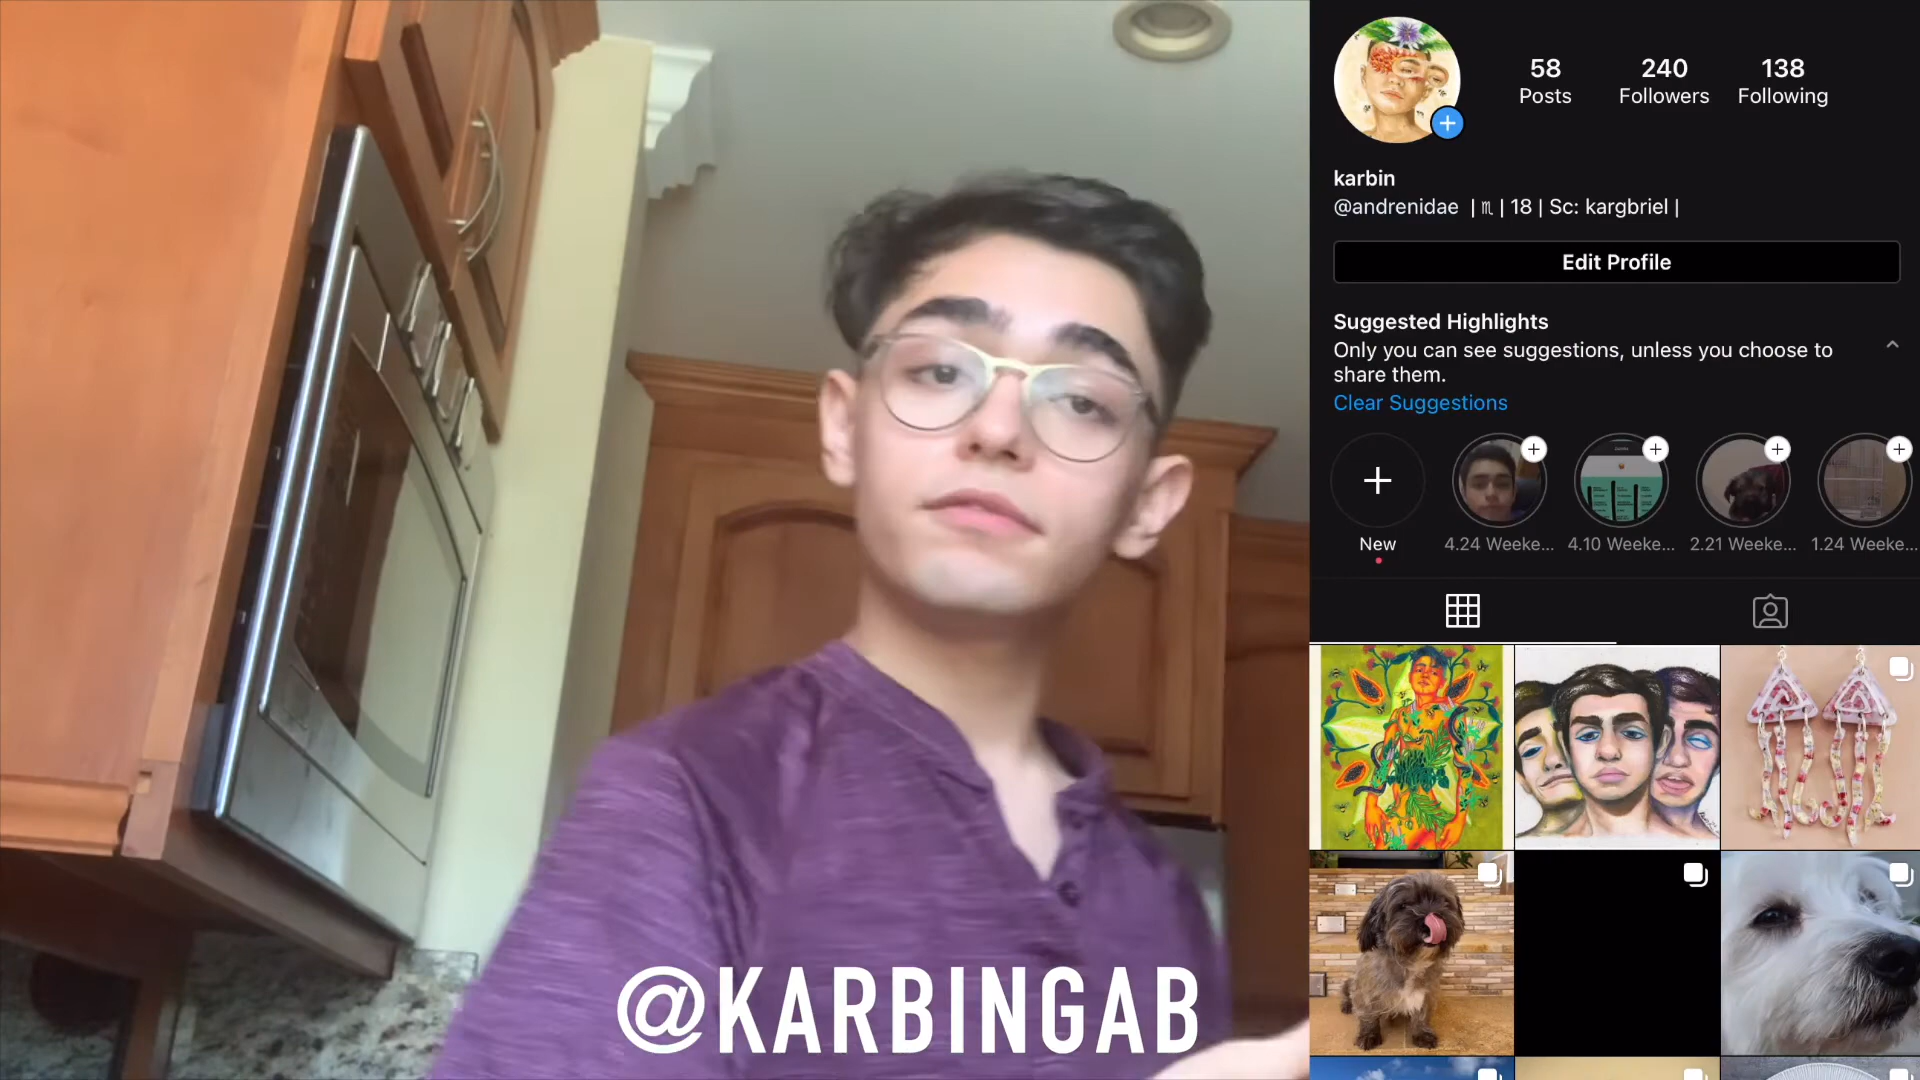 @KARBINGAB
58 240 138
Posts Followers Following
karbin
@andrenidae | ♏ | 18 | Sc: kargbriel |
Edit Profile
Suggested Highlights
Only you can see suggestions, unless you choose to
share them.
Clear Suggestions
New 4.24 Weeke... 4.10 Weeke... 2.21 Weeke... 1.24 Weeke...